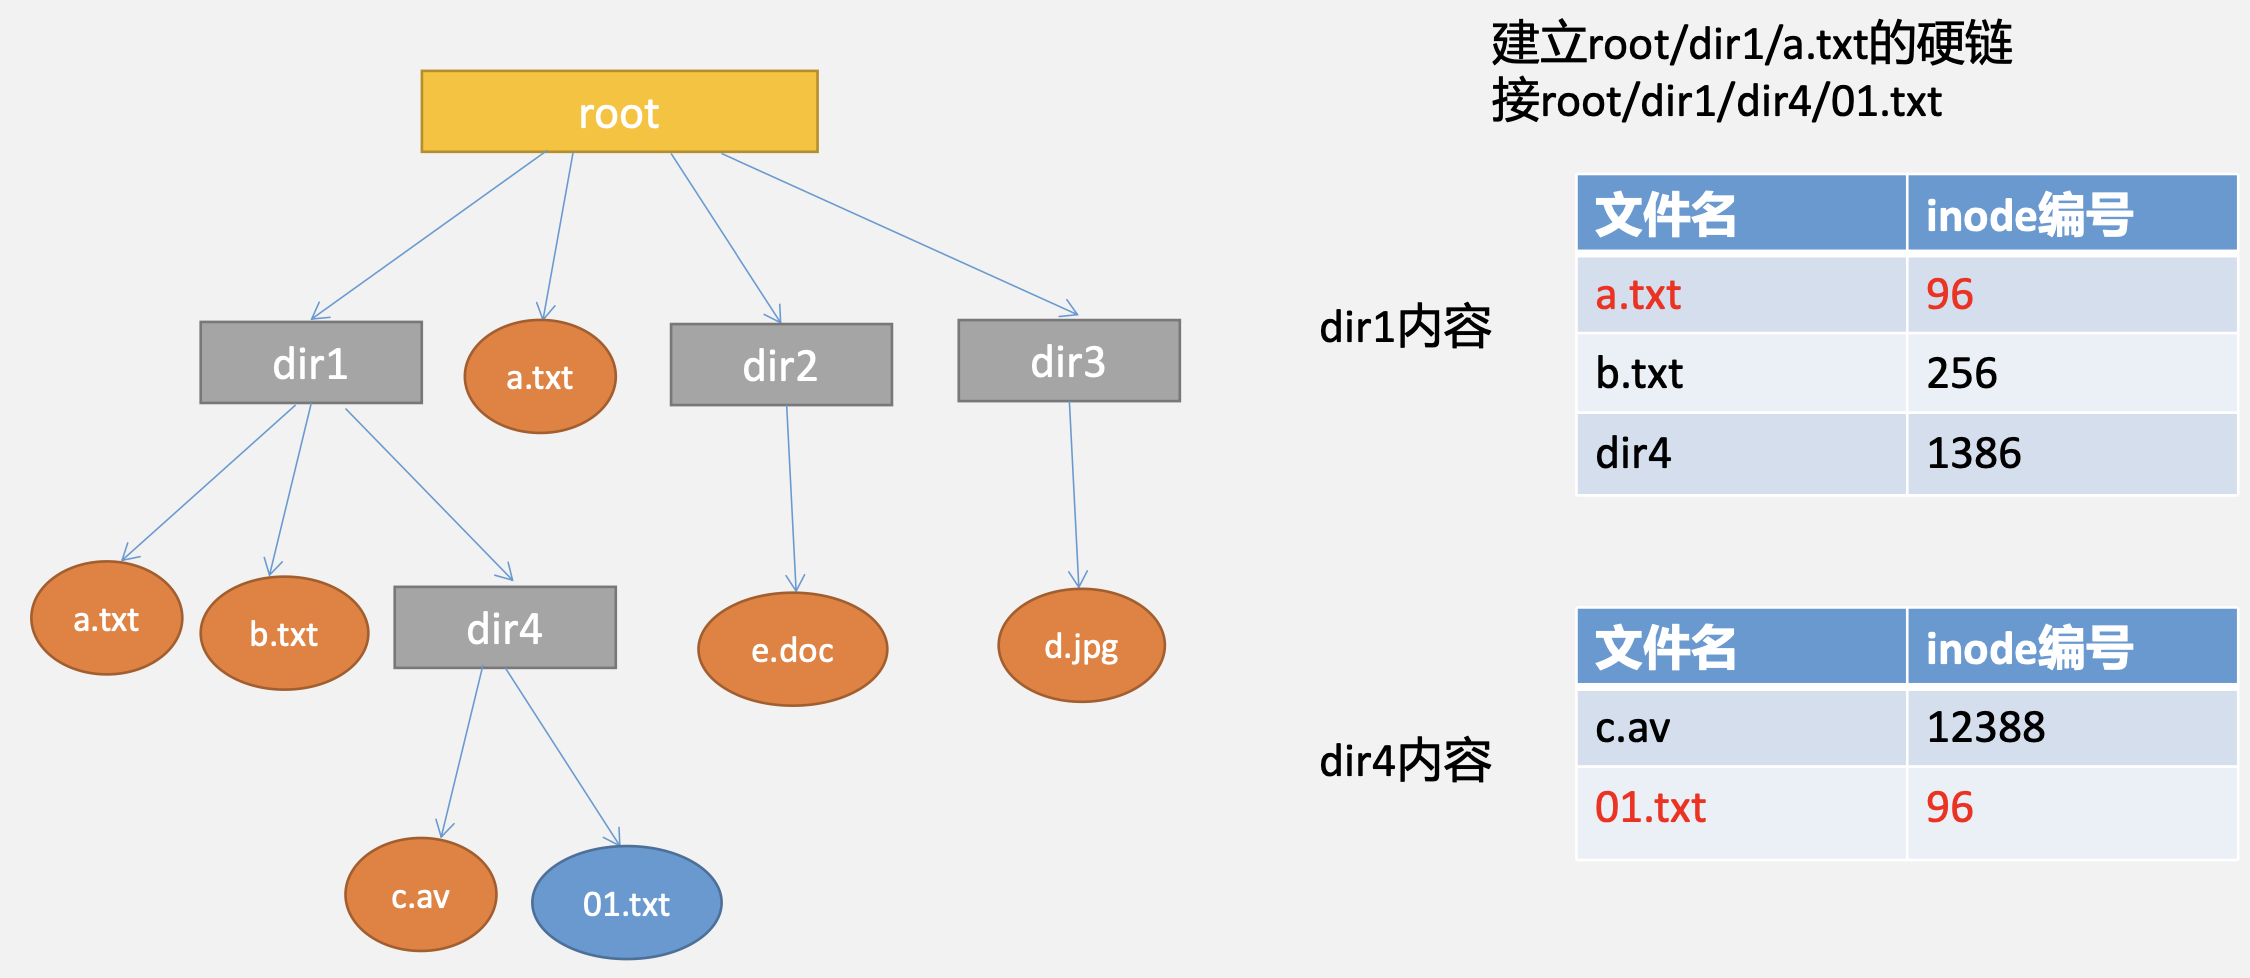 建立root/dir1/a.txt的硬链
接root/dir1/dir4/01.txt
root
dir1
a.txt
dir2
dir3
a.txt
b.txt
dir4
e.doc
d.jpg
c.av
01.txt
dir1内容
文件名 inode编号
a.txt 96
b.txt 256
dir4 1386
dir4内容
文件名 inode编号
c.av 12388
01.txt 96